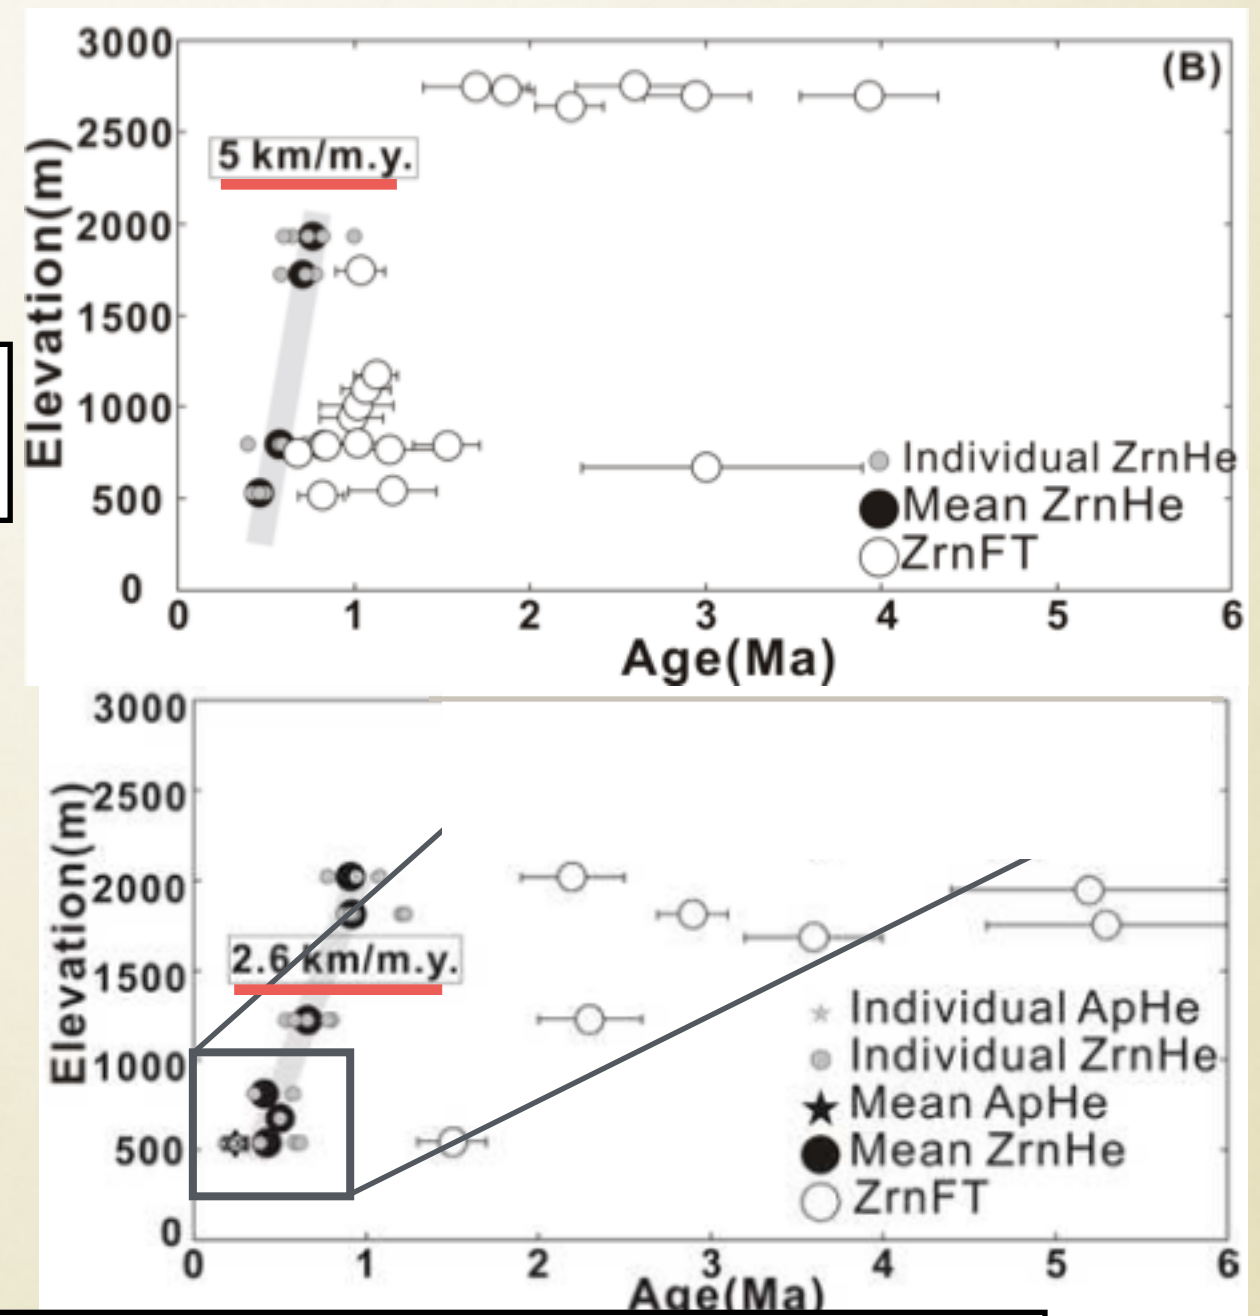 3000
(B)
2500
5 km/m.y.
2000
1500
1000
500
0
Elevation(m)
Individual ZrnHe
Mean ZrnHe
ZrnFT
0 1 2 3 4 5 6
Age(Ma)
3000
2500
2000
2.6 km/m.y.
1500
1000
500
0
Elevation(m)
Individual ApHe
Individual ZrnHe
Mean ApHe
Mean ZrnHe
ZrnFT
0 1 2 3 4 5 6
Age(Ma)